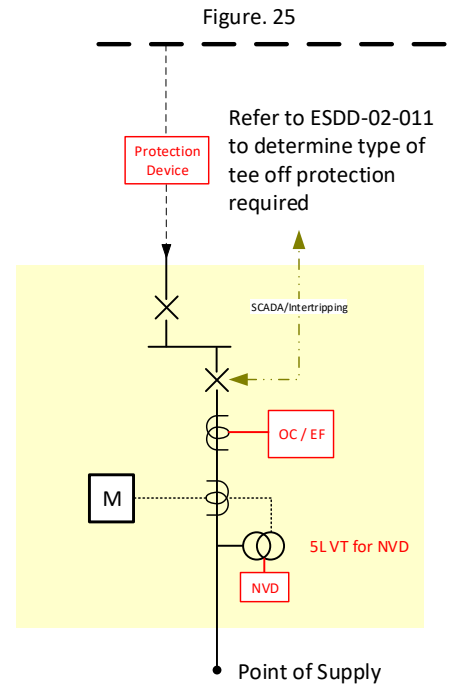 Figure. 25
Refer to ESDD-02-011
to determine type of
tee off protection
required
Protection
Device
SCADA/Intertripping
OC / EF
M
5L VT for NVD
NVD
Point of Supply